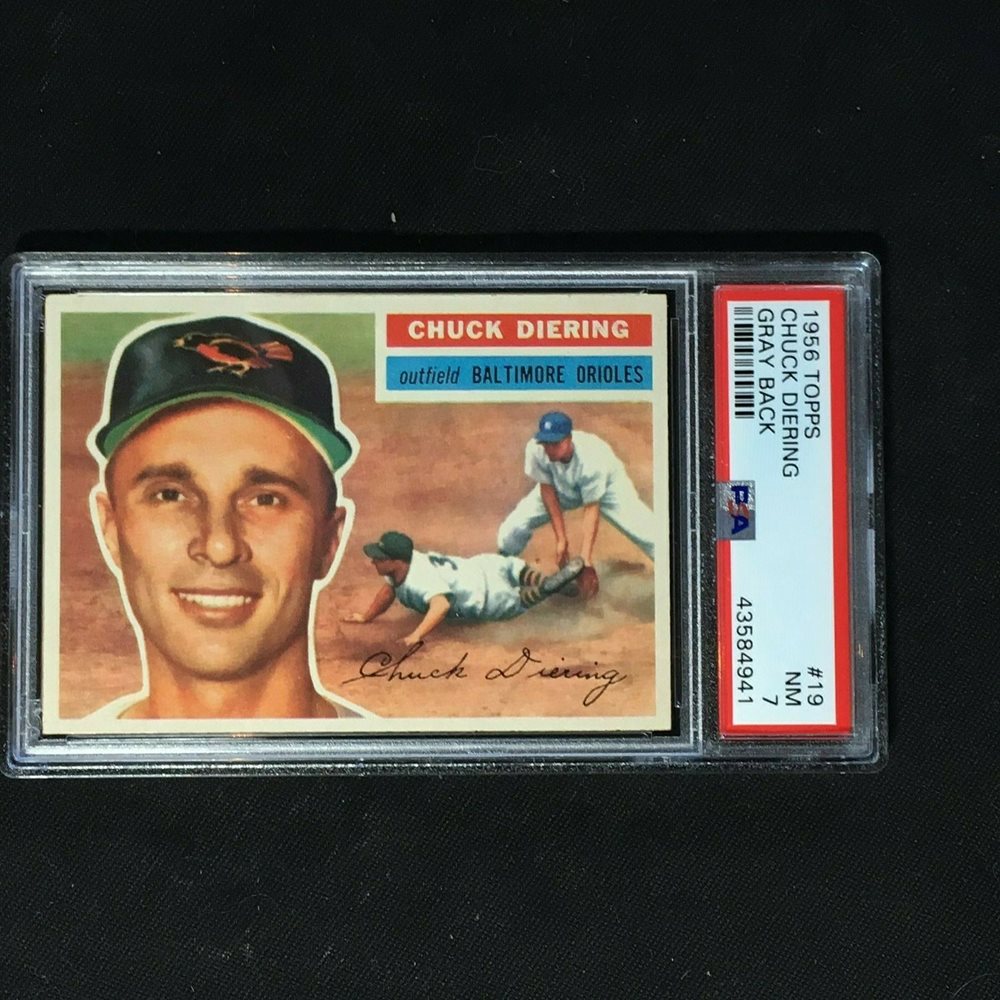 CHUCK DIERING
outfield BALTIMORE ORIOLES
Chuck Diering
1956 TOPPS #19
CHUCK DIERING NM
GRAY BACK 7
PSA 43584941